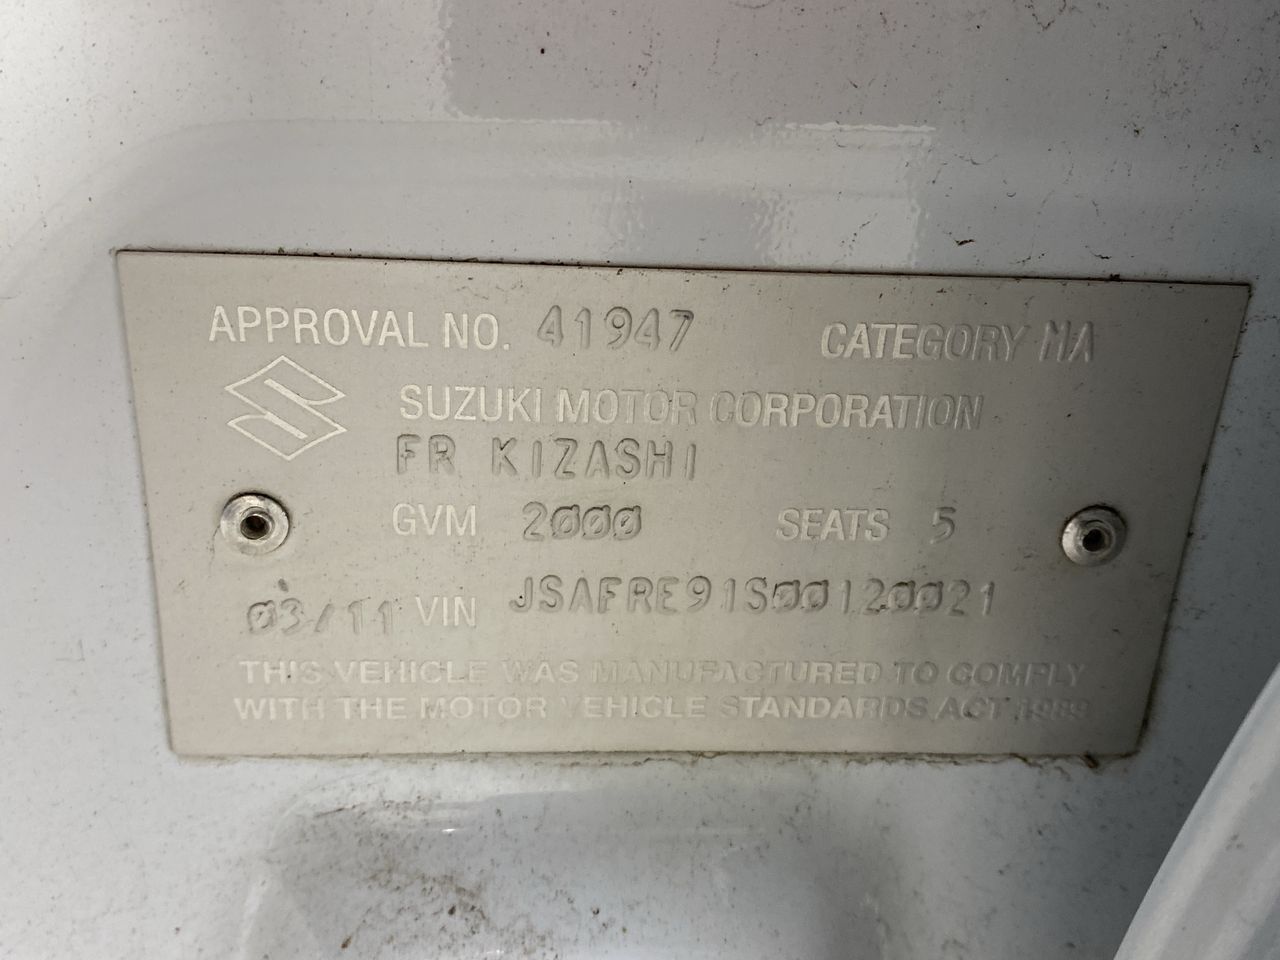 APPROVAL NO. 41947 CATEGORY MA
SUZUKI MOTOR CORPORATION
FR KIZASHI
GVM 2000 SEATS 5
03/11 VIN JSAFRE91S00120021
THIS VEHICLE WAS MANUFACTURED TO COMPLY
WITH THE MOTOR VEHICLE STANDARDS ACT 1989